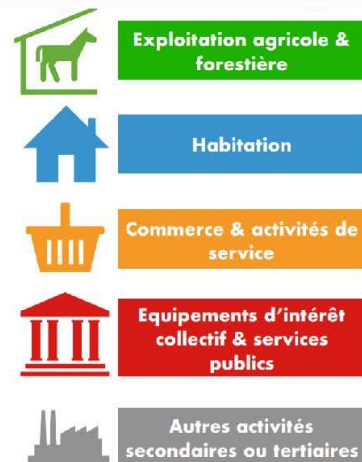 Exploitation agricole &
forestière
Habitation
Commerce & activités de
service
Equipements d'intérêt
collectif & services
publics
Autres activités
secondaires ou tertiaires